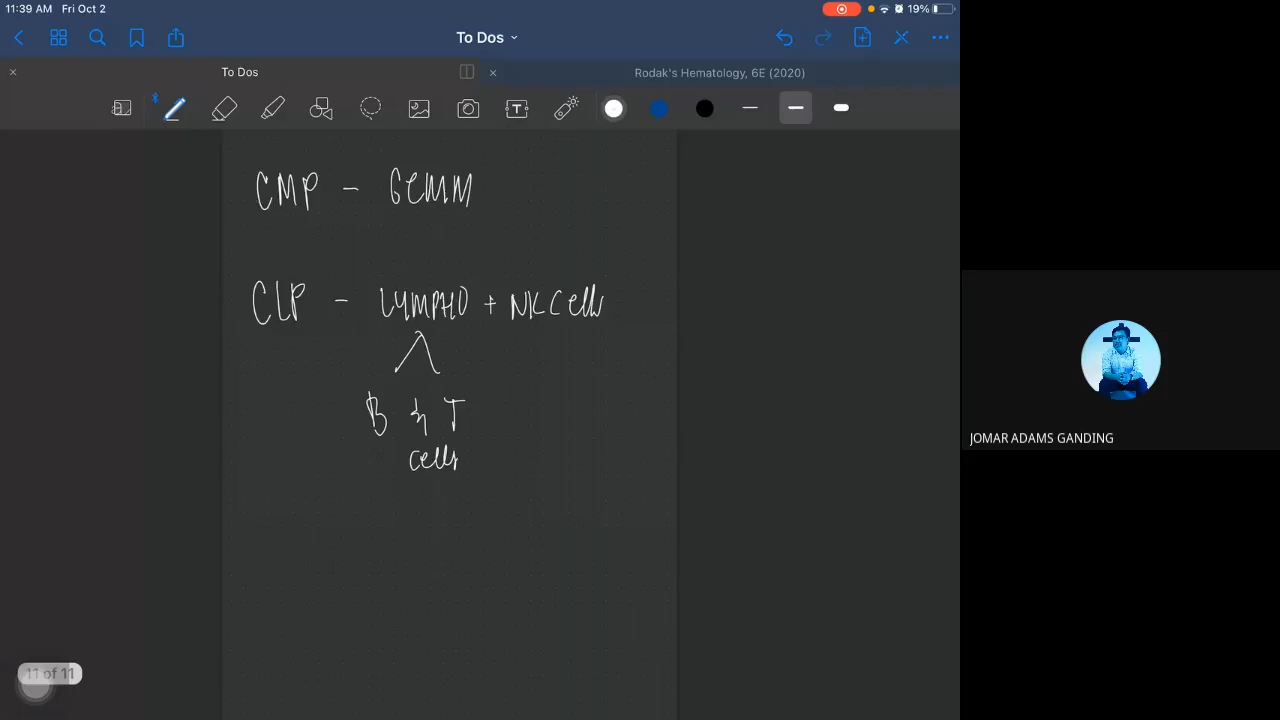 11:39 AM Fri Oct 2
19%
To Dos
To Dos
Rodak's Hematology, 6E (2020)
CMP - GEMM
CLP - LYMPHO + NK Cells
B & T
cells
JOMAR ADAMS GANDING
11 of 11